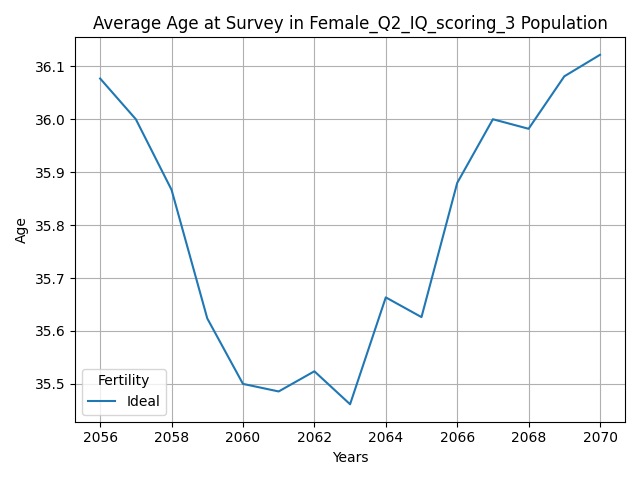 Average Age at Survey in Female_Q2_IQ_scoring_3 Population
36.1
36.0
35.9
35.8
35.7
35.6
35.5
Age
Fertility
Ideal
2056 2058 2060 2062 2064 2066 2068 2070
Years